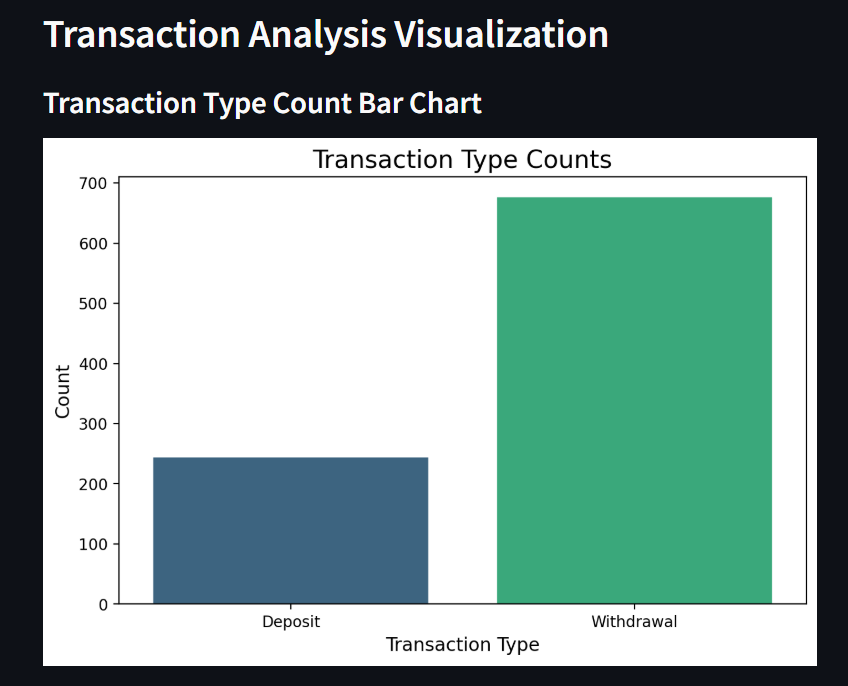 Transaction Analysis Visualization
Transaction Type Count Bar Chart
Transaction Type Counts
700
600
500
400
300
200
100
0
Count
Deposit
Withdrawal
Transaction Type